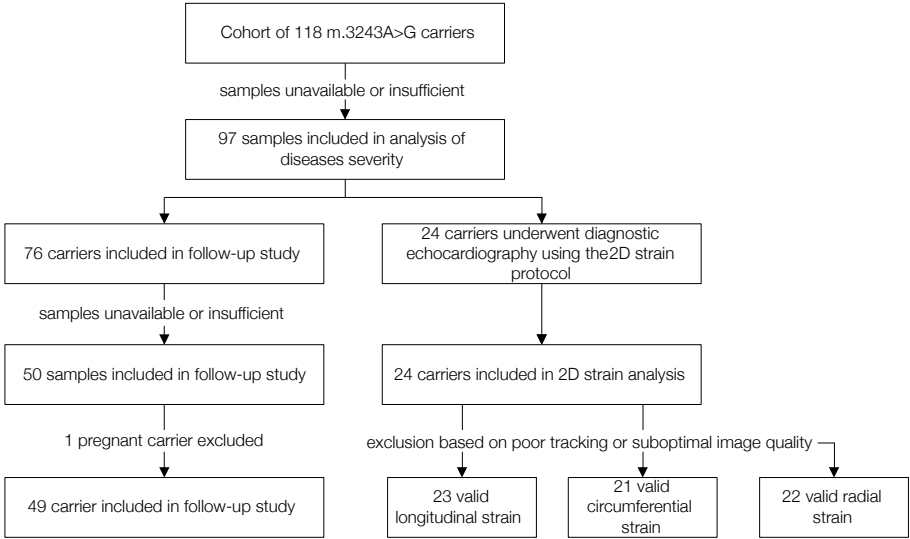 Cohort of 118 m.3243A>G carriers
samples unavailable or insufficient
97 samples included in analysis of
diseases severity
76 carriers included in follow-up study
24 carriers underwent diagnostic
echocardiography using the2D strain
protocol
samples unavailable or insufficient
50 samples included in follow-up study
24 carriers included in 2D strain analysis
1 pregnant carrier excluded
exclusion based on poor tracking or suboptimal image quality
49 carrier included in follow-up study
23 valid
longitudinal strain
21 valid
circumferential
strain
22 valid radial
strain